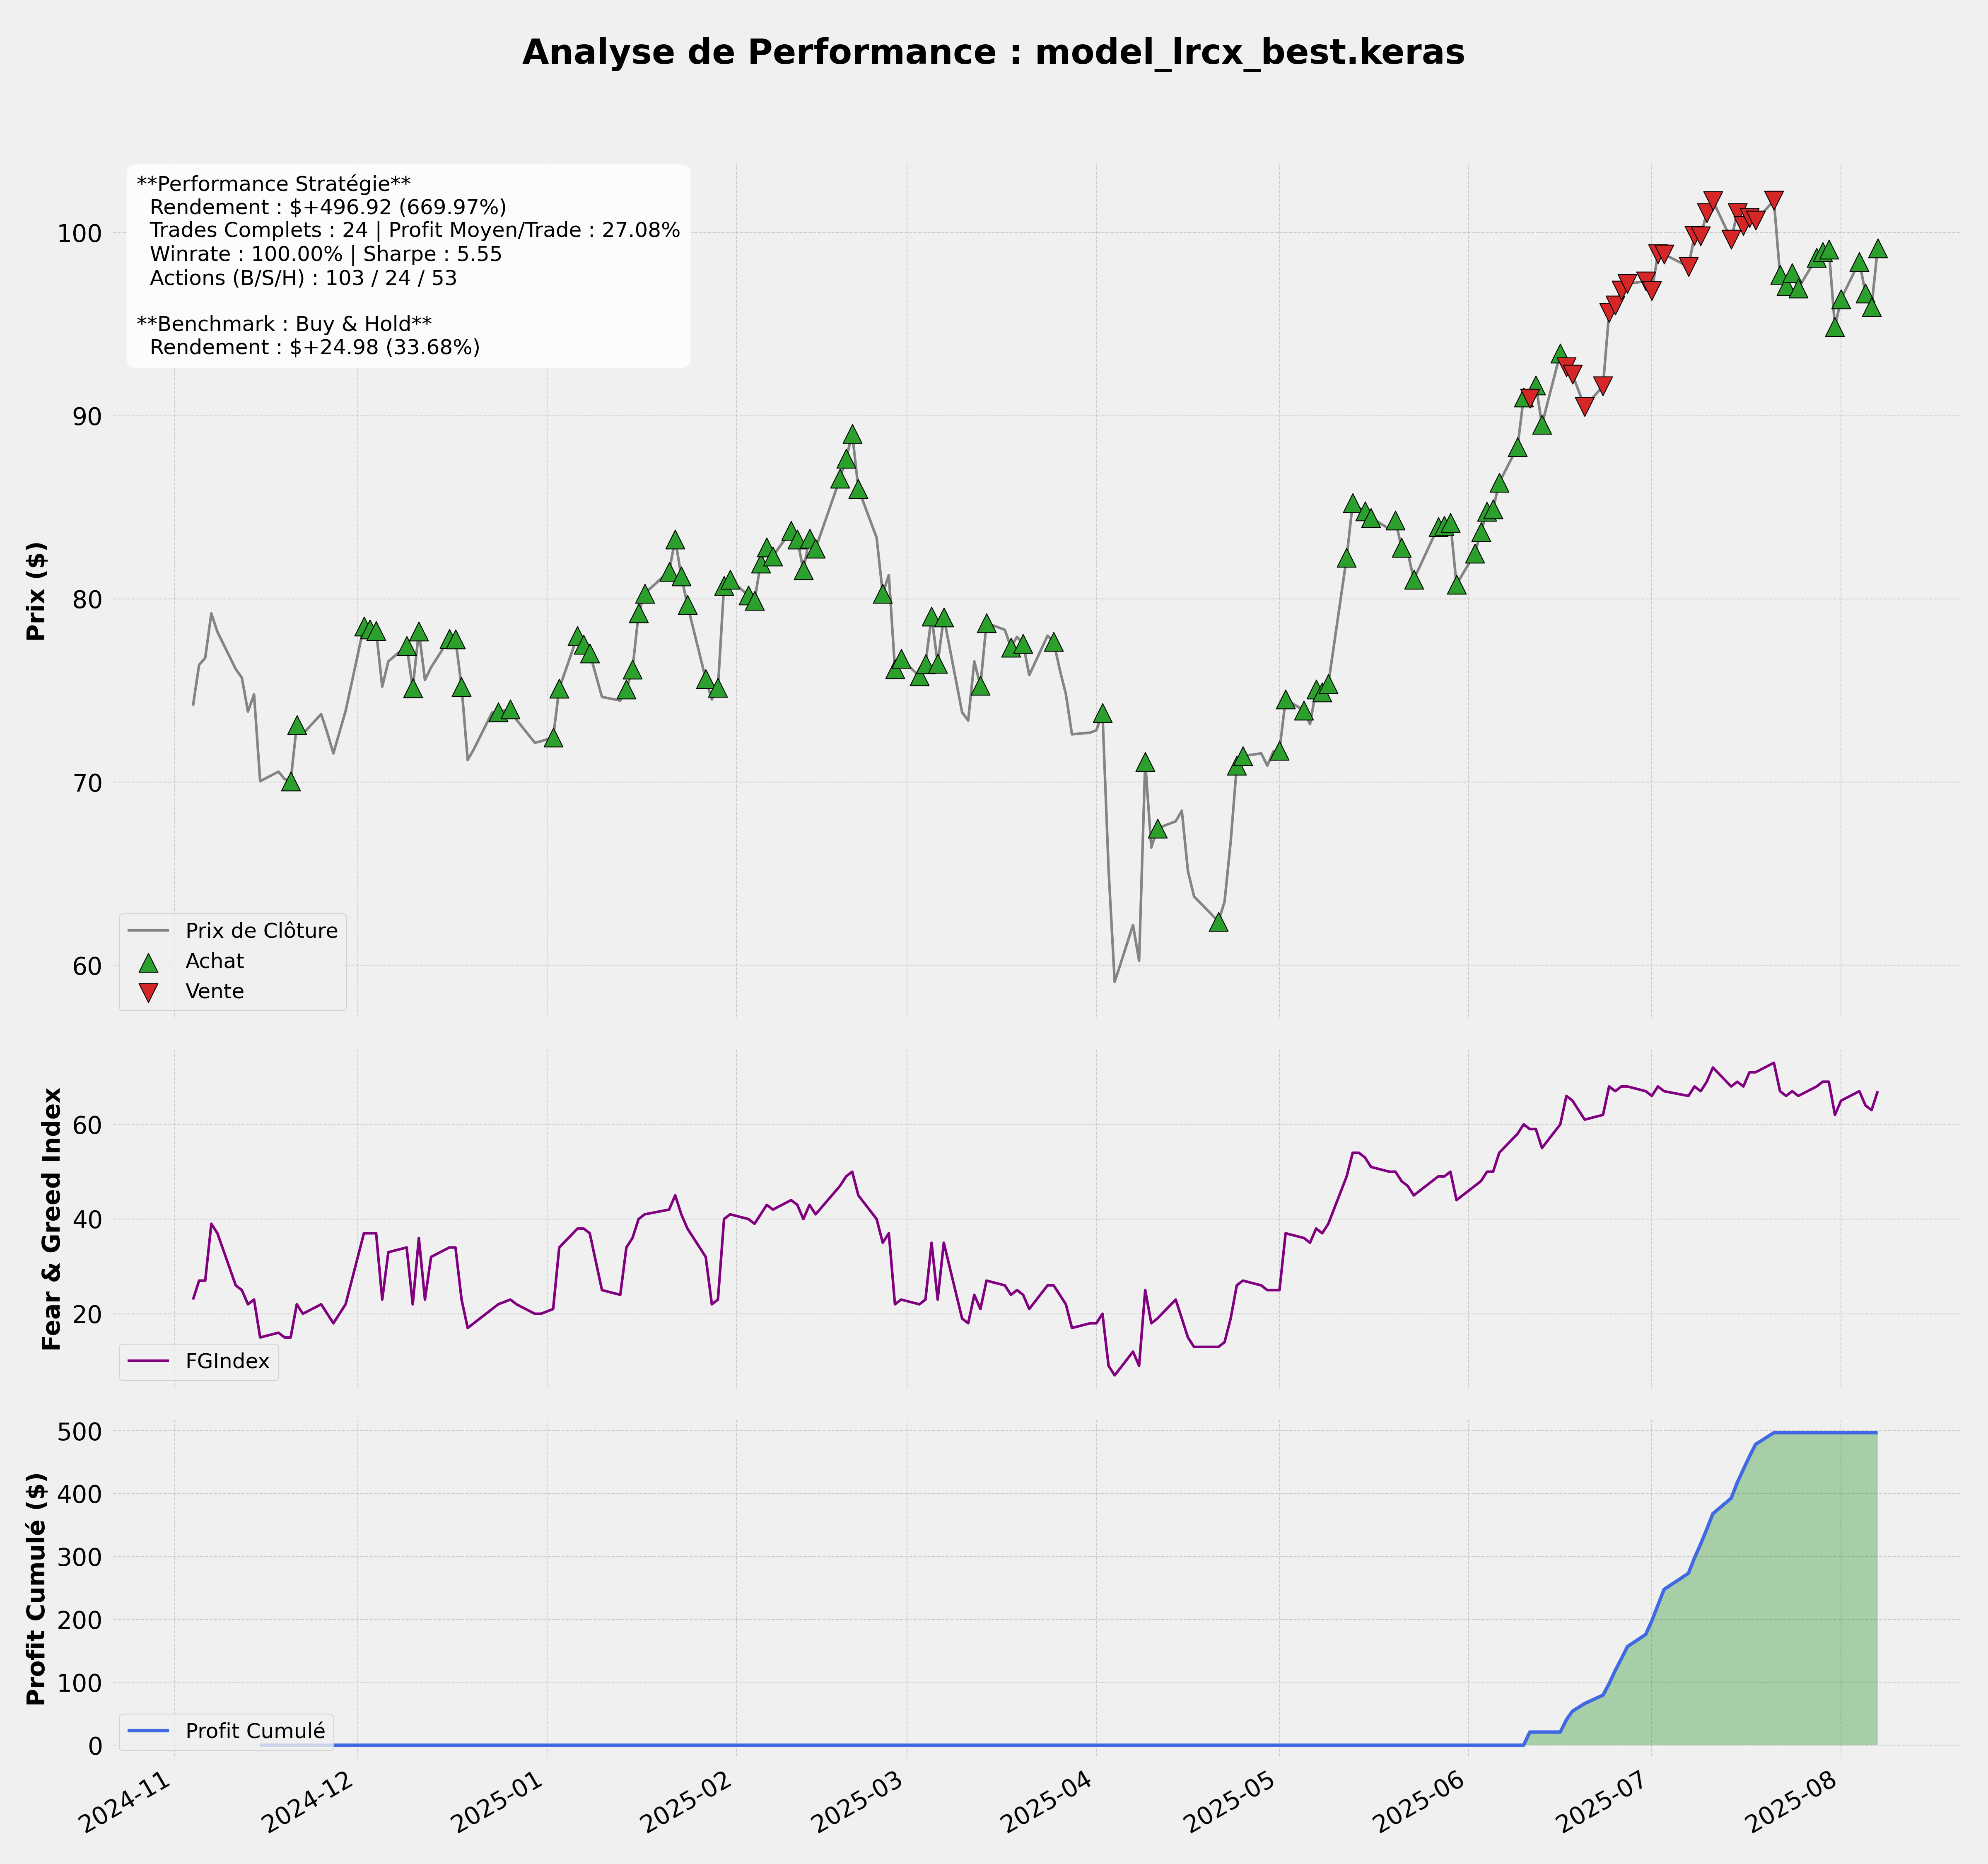 Analyse de Performance : model_lrcx_best.keras
**Performance Stratégie**
Rendement : $+496.92 (669.97%)
Trades Complets : 24 | Profit Moyen/Trade : 27.08%
Winrate : 100.00% | Sharpe : 5.55
Actions (B/S/H) : 103 / 24 / 53
**Benchmark : Buy & Hold**
Rendement : $+24.98 (33.68%)
Prix ($)
100
90
80
70
60
Prix de Clôture
Achat
Vente
Fear & Greed Index
60
40
20
FGIndex
Profit Cumulé ($)
500
400
300
200
100
0
Profit Cumulé
2024-11
2024-12
2025-01
2025-02
2025-03
2025-04
2025-05
2025-06
2025-07
2025-08